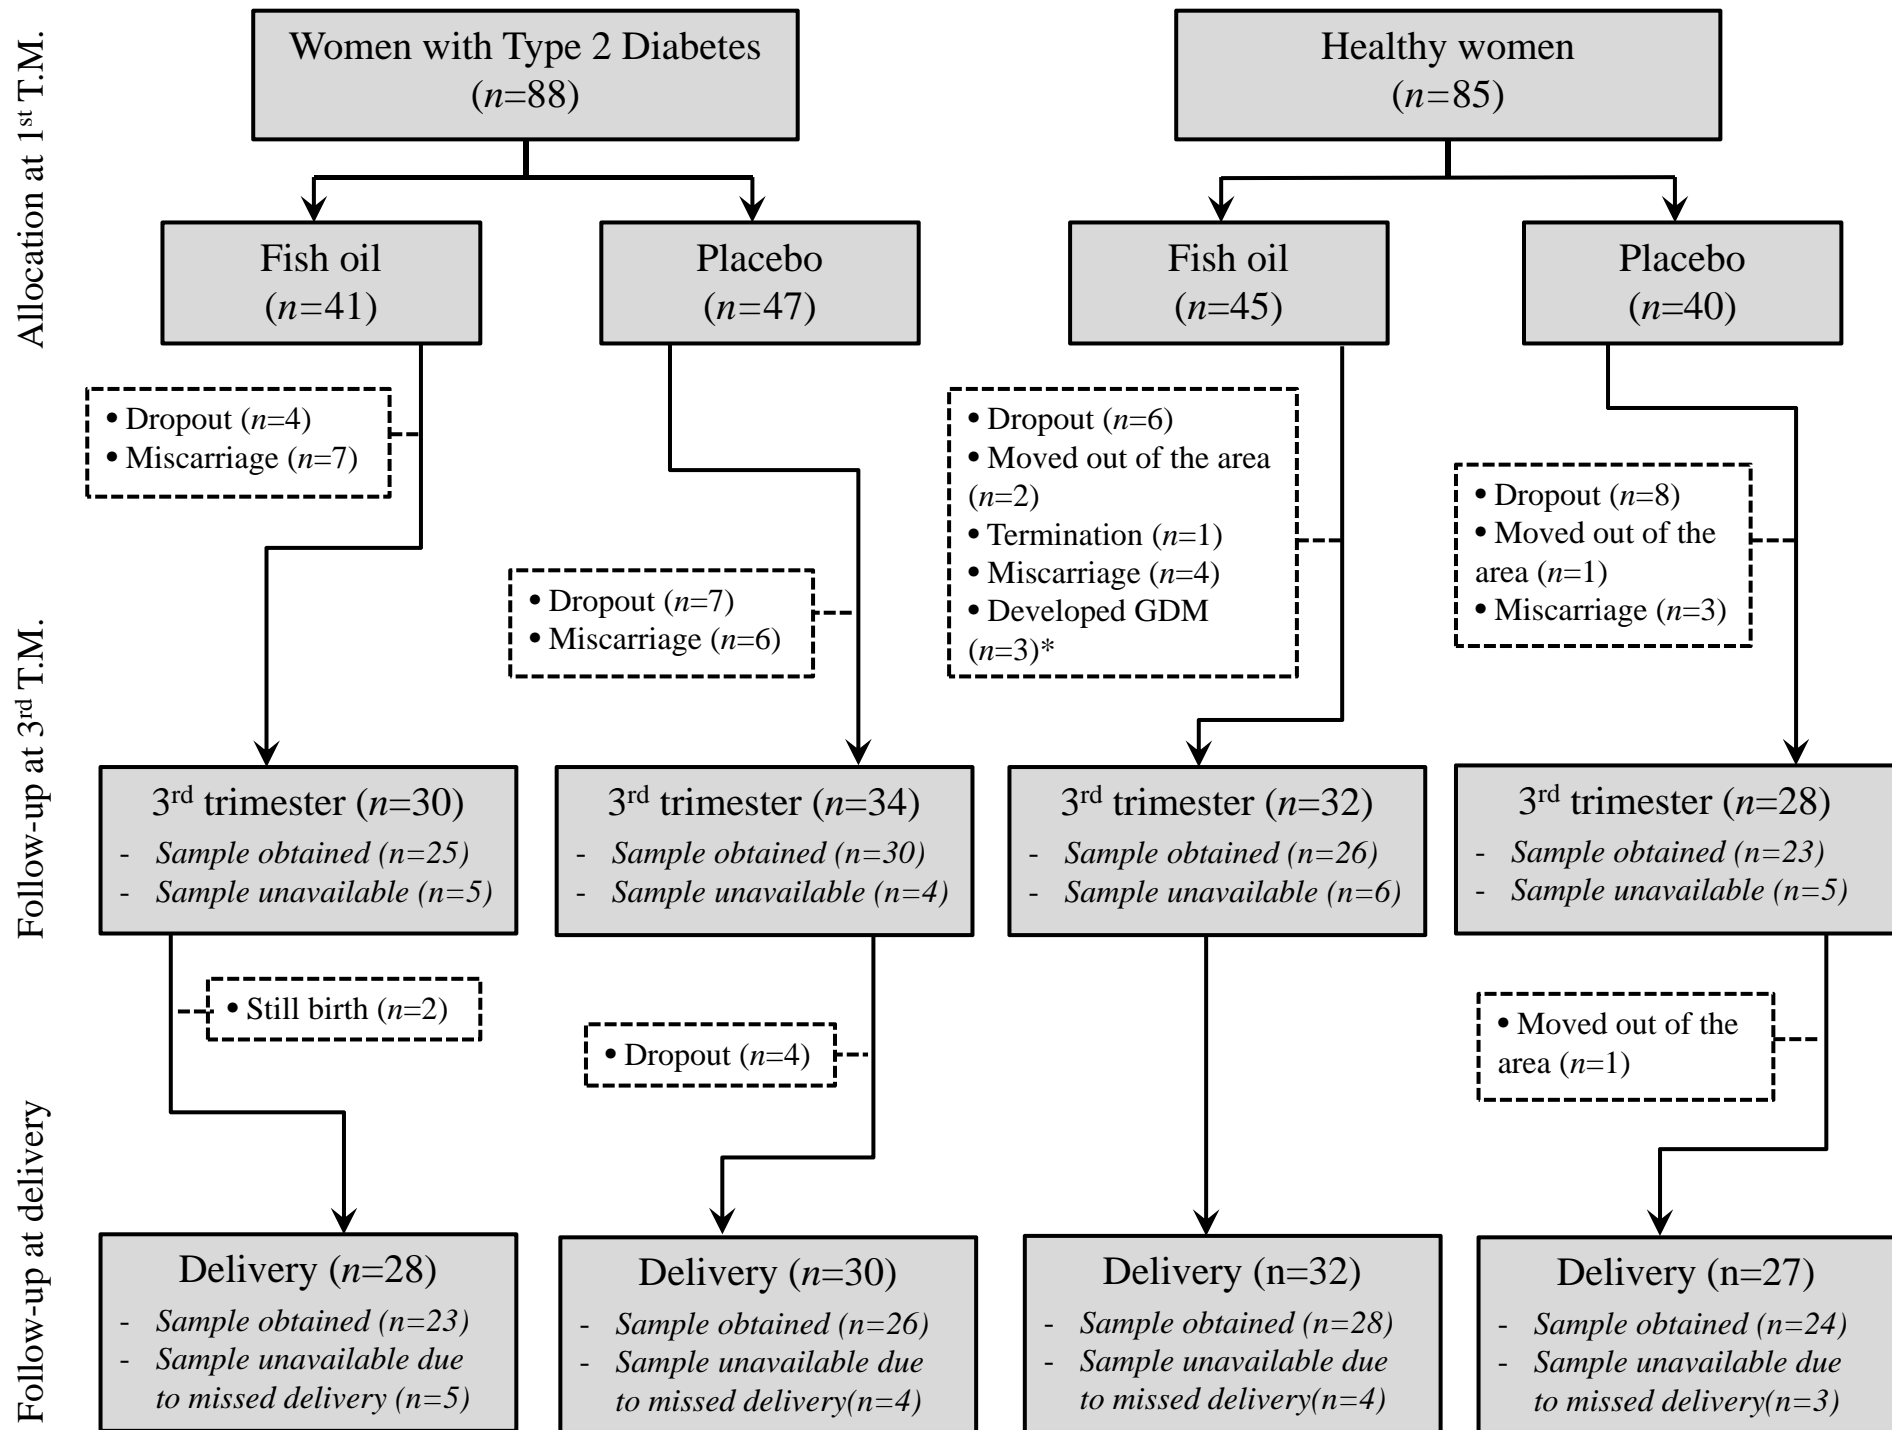 Allocation at 1st T.M.
Women with Type 2 Diabetes
(n=88)
Healthy women
(n=85)
Fish oil
(n=41)
Placebo
(n=47)
Fish oil
(n=45)
Placebo
(n=40)
• Dropout (n=4)
• Miscarriage (n=7)
• Dropout (n=7)
• Miscarriage (n=6)
• Dropout (n=6)
• Moved out of the area
(n=2)
• Termination (n=1)
• Miscarriage (n=4)
• Developed GDM
(n=3)*
• Dropout (n=8)
• Moved out of the
area (n=1)
• Miscarriage (n=3)
Follow-up at 3rd T.M.
3rd trimester (n=30)
- Sample obtained (n=25)
- Sample unavailable (n=5)
3rd trimester (n=34)
- Sample obtained (n=30)
- Sample unavailable (n=4)
3rd trimester (n=32)
- Sample obtained (n=26)
- Sample unavailable (n=6)
3rd trimester (n=28)
- Sample obtained (n=23)
- Sample unavailable (n=5)
• Still birth (n=2)
• Dropout (n=4)
• Moved out of the
area (n=1)
Follow-up at delivery
Delivery (n=28)
- Sample obtained (n=23)
- Sample unavailable due
to missed delivery (n=5)
Delivery (n=30)
- Sample obtained (n=26)
- Sample unavailable due
to missed delivery(n=4)
Delivery (n=32)
- Sample obtained (n=28)
- Sample unavailable due
to missed delivery(n=4)
Delivery (n=27)
- Sample obtained (n=24)
- Sample unavailable due
to missed delivery(n=3)